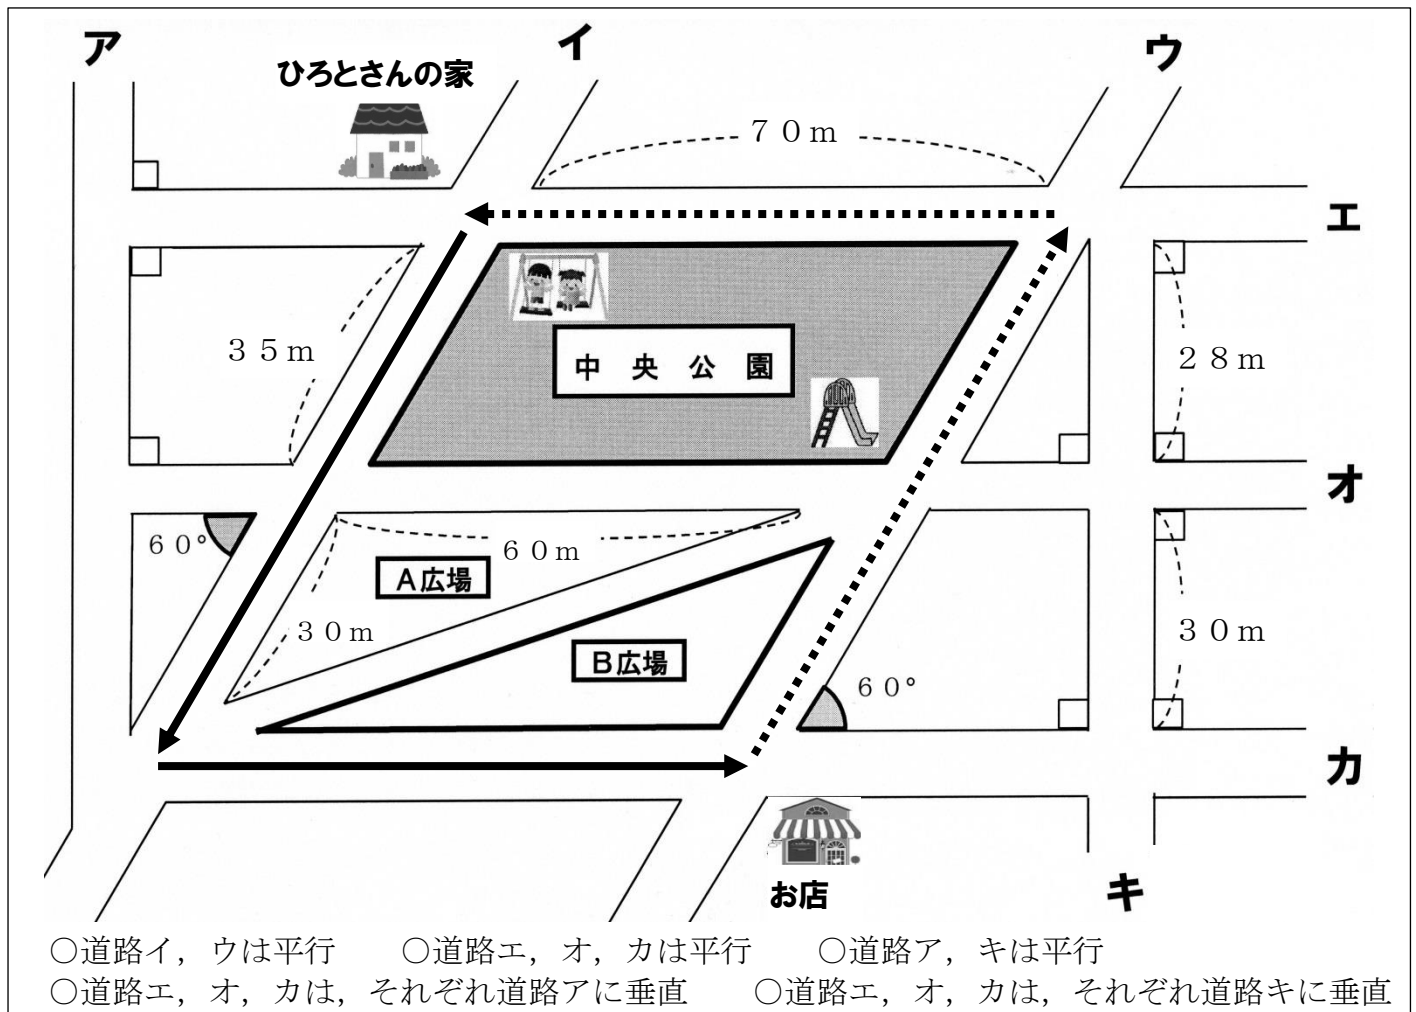 ア
イ
ウ
ひろとさんの家
７０ｍ
エ
３５ｍ
中央公園
２８ｍ
オ
６０°
６０ｍ
Ａ広場
３０ｍ
Ｂ広場
３０ｍ
６０°
カ
お店
キ
○道路イ，ウは平行　○道路エ，オ，カは平行　○道路ア，キは平行
○道路エ，オ，カは，それぞれ道路アに垂直　○道路エ，オ，カは，それぞれ道路キに垂直